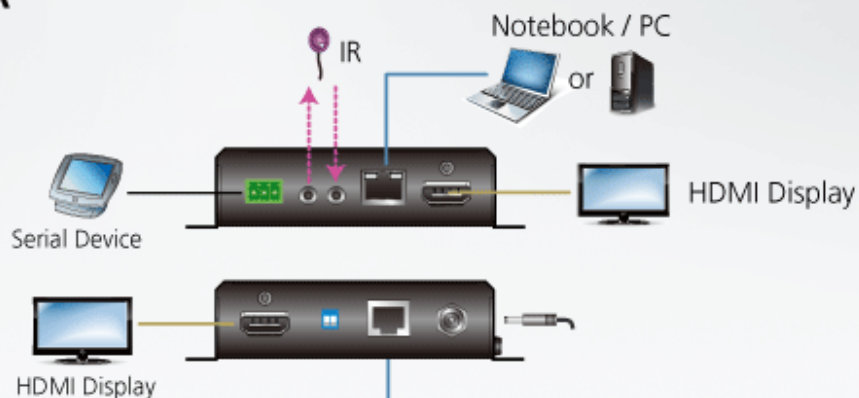 Notebook / PC
IR
or
HDMI Display
Serial Device
HDMI Display